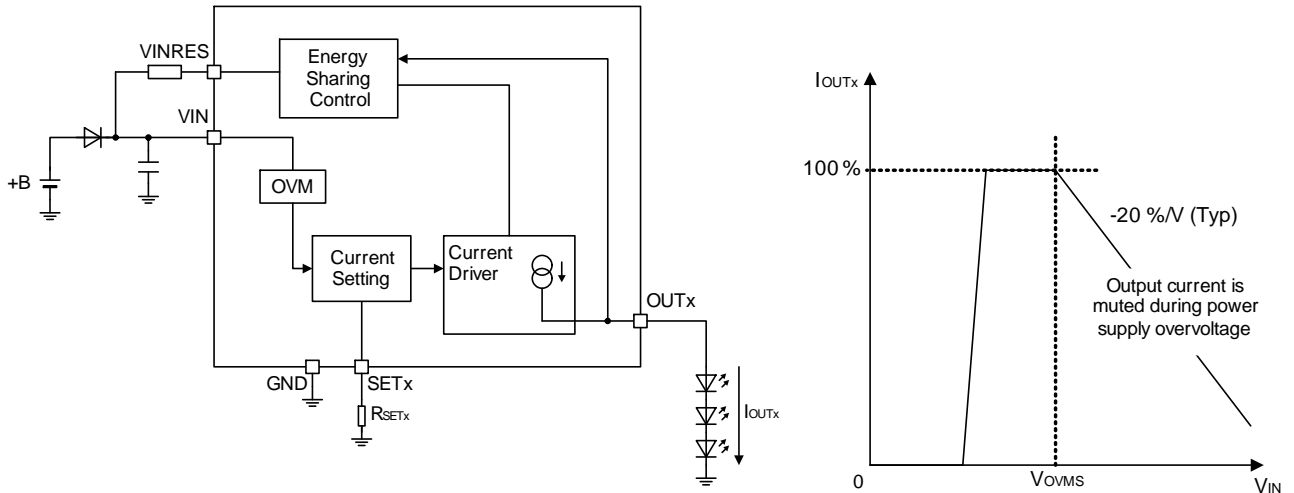 VINRES
Energy
Sharing
Control
VIN
+B
OVM
Current
Setting
Current
Driver
OUTx
GND
SETx
RSETx
IOUTx
IOUTx
100 %
-20 %/V (Typ)
Output current is
muted during power
supply overvoltage
0
VOVMS
VIN